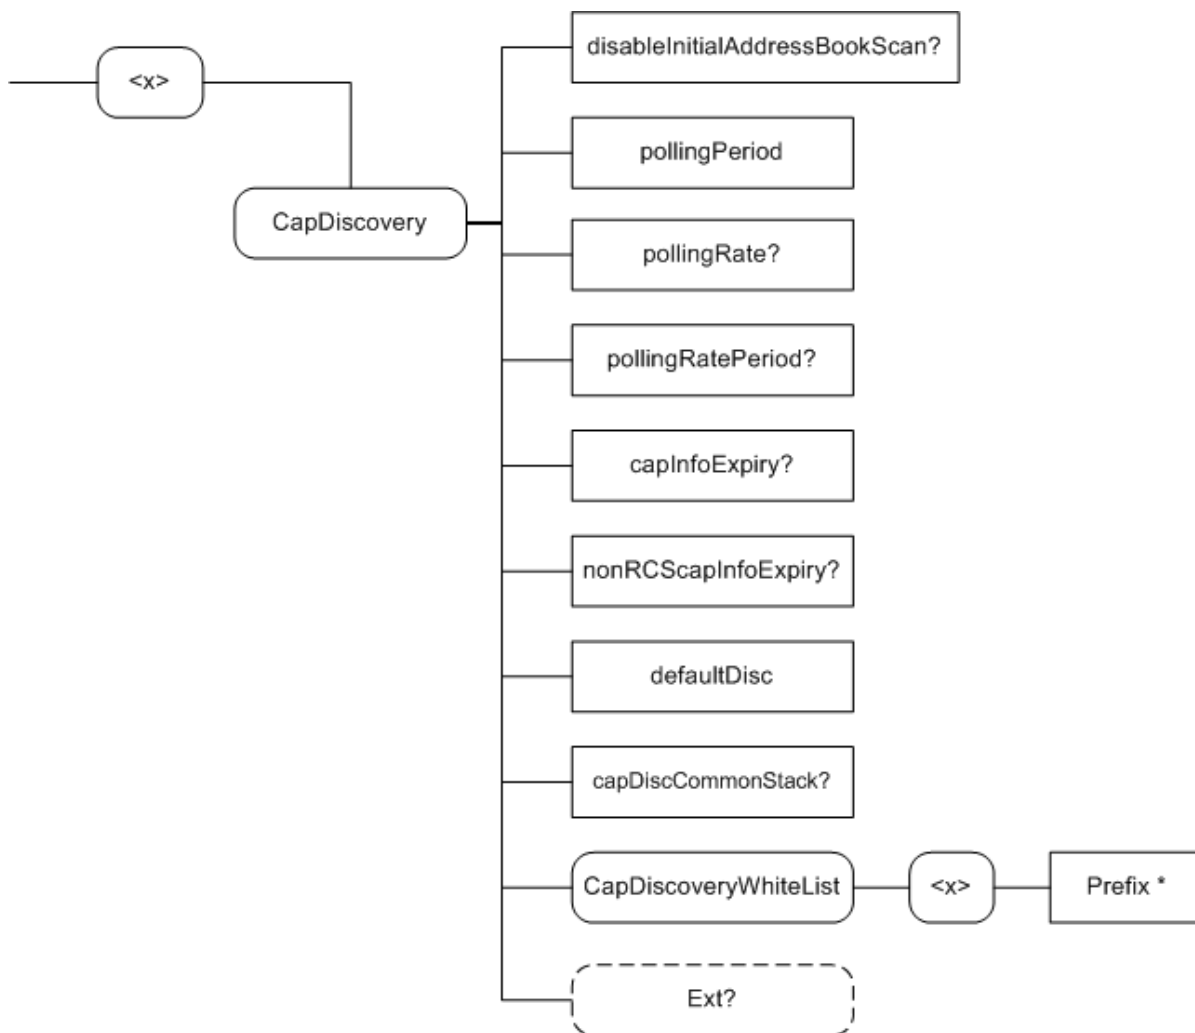 <x>
CapDiscovery
disableInitialAddressBookScan?
pollingPeriod
pollingRate?
pollingRatePeriod?
capInfoExpiry?
nonRCScapInfoExpiry?
defaultDisc
capDiscCommonStack?
CapDiscoveryWhiteList
<x>
Prefix *
Ext?